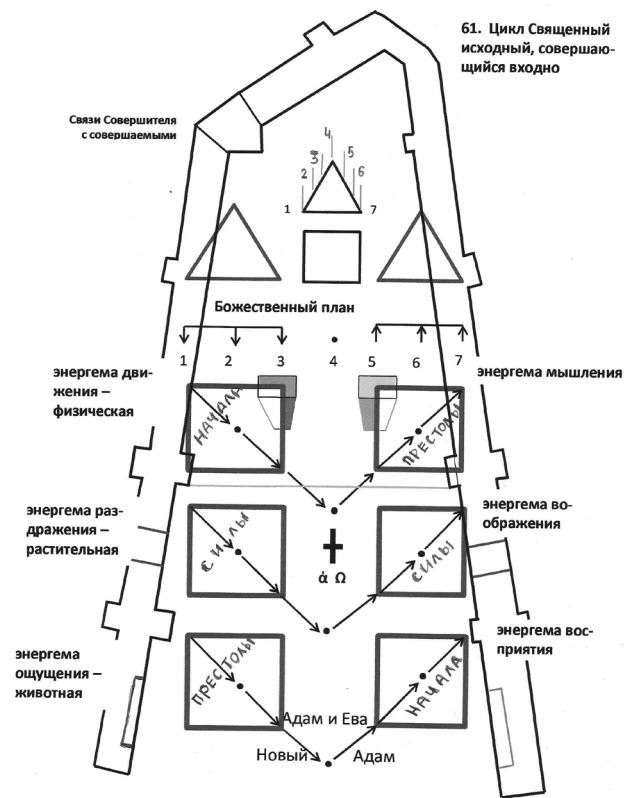 61. Цикл Священный
исходный, совершаю-
щийся входно
Связи Совершителя
с совершаемыми
4
3 5
2 6
1 7
Божественный план
1 2 3 4 5 6 7
энергема дви-
жения –
физическая
энергема мышления
НАЧАЛА
ПРЕСТОЛЫ
энергема раз-
дражения –
растительная
энергема во-
ображения
СИЛЫ
СИЛЫ
ἀ Ω
энергема
ощущения –
животная
энергема вос-
приятия
ПРЕСТОЛЫ
НАЧАЛА
Адам и Ева
Новый Адам